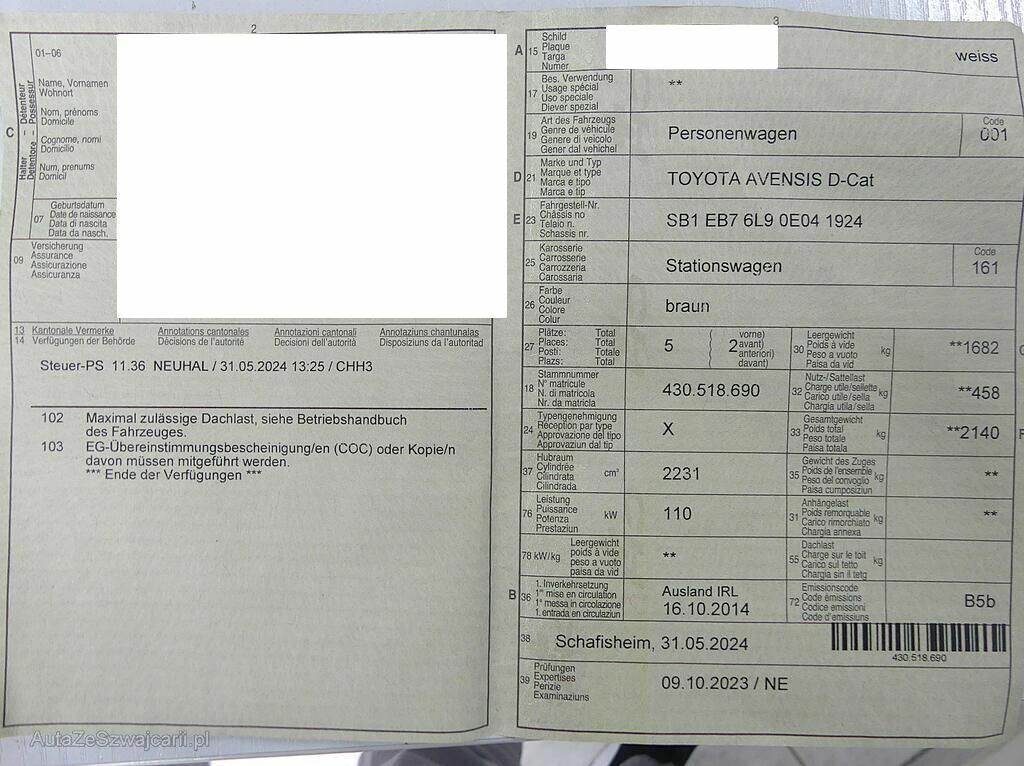 2
01–06
C
Halter – Détenteur
Detentore – Possessur
Name, Vornamen
Wohnort
Nom, prénoms
Domicile
Cognome, nomi
Domicilio
Num, prenums
Domicil
07
Geburtsdatum
Date de naissance
Data di nascita
Data da nasch.
09
Versicherung
Assurance
Assicurazione
Assicuranza
13 Kantonale Vermerke Annotations cantonales Annotazioni cantonali Annotaziuns chantunalas
14 Verfügungen der Behörde Décisions de l'autorité Decisioni dell'autorità Disposiziuns da l'autoritad
Steuer-PS 11.36 NEUHAL / 31.05.2024 13:25 / CHH3
102 Maximal zulässige Dachlast, siehe Betriebshandbuch
des Fahrzeuges.
103 EG-Übereinstimmungsbescheinigung/en (COC) oder Kopie/n
davon müssen mitgeführt werden.
*** Ende der Verfügungen ***
3
A 15
Schild
Plaque
Targa
Numer
weiss
17
Bes. Verwendung
Usage spécial
Uso speciale
Diever spezial
**
19
Art des Fahrzeugs
Genre de véhicule
Genere di veicolo
Gener dal vehichel
Personenwagen
Code
001
D 21
Marke und Typ
Marque et type
Marca e tipo
Marca e tip
TOYOTA AVENSIS D-Cat
E 23
Fahrgestell-Nr.
Châssis no
Telaio n.
Schassis nr.
SB1 EB7 6L9 0E04 1924
25
Karosserie
Carrosserie
Carrozzeria
Carossaria
Stationswagen
Code
161
26
Farbe
Couleur
Colore
Colur
braun
27
Plätze: Total
Places: Total
Posti: Totale
Plazs: Total
5
2
vorne)
avant)
anteriori)
davant)
30
Leergewicht
Poids à vide
Peso a vuoto
Paisa da vid
kg
**1682
18
Stammnummer
N° matricule
N. di matricola
Nr. da matricla
430.518.690
32
Nutz-/Sattellast
Charge utile/sellette
Carico utile/sella
Chargia utila/sella
kg
**458
24
Typengenehmigung
Réception par type
Approvazione del tipo
Approvaziun dal tip
X
33
Gesamtgewicht
Poids total
Peso totale
Paisa totala
kg
**2140
37
Hubraum
Cylindrée
Cilindrata
Cilindrada
cm³
2231
35
Gewicht des Zuges
Poids de l'ensemble
Peso del convoglio
Paisa cumposiziun
kg
**
76
Leistung
Puissance
Potenza
Prestaziun
kW
110
31
Anhängelast
Poids remorquable
Carico rimorchiato
Chargia annexa
kg
**
78 kW/kg
Leergewicht
poids à vide
peso a vuoto
paisa da vid
**
55
Dachlast
Charge sur le toit
Carico sul tetto
Chargia sin il tetg
kg
B 36
1. Inverkehrsetzung
1re mise en circulation
1a messa in circolazione
1. entrada en circulaziun
Ausland IRL
16.10.2014
72
Emissionscode
Code émissions
Codice emissioni
Code d'emissiuns
B5b
38
Schafisheim, 31.05.2024
430.518.690
39
Prüfungen
Expertises
Perizie
Examinaziuns
09.10.2023 / NE
AutaZeSzwajcarii.pl